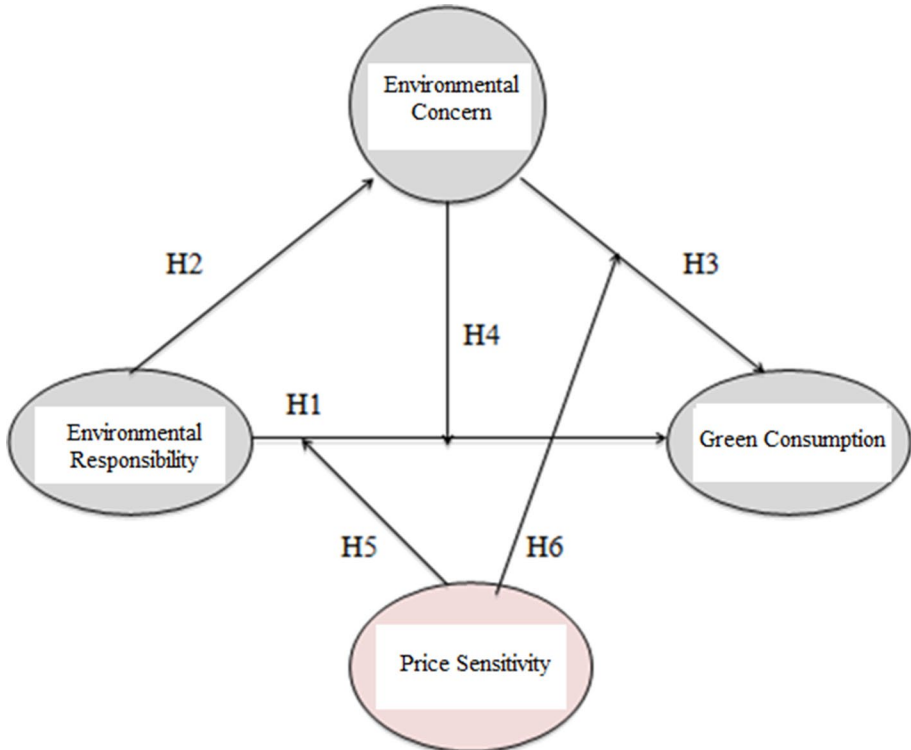 Environmental
Concern
H2
H3
H4
H1
Environmental
Responsibility
Green Consumption
H5
H6
Price Sensitivity